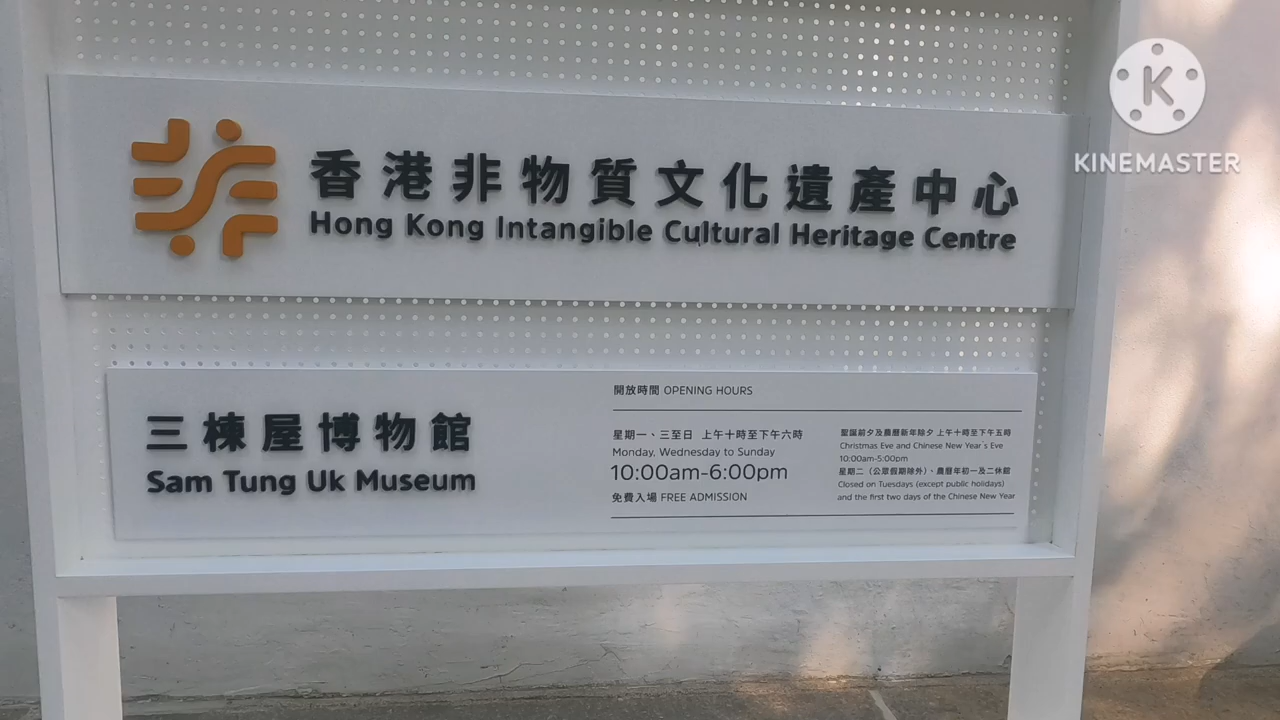 香港非物質文化遺產中心
Hong Kong Intangible Cultural Heritage Centre
三棟屋博物館
Sam Tung Uk Museum
開放時間 OPENING HOURS
星期一、三至日 上午十時至下午六時
Monday, Wednesday to Sunday
10:00am-6:00pm
免費入場 FREE ADMISSION
聖誕前夕及農曆新年除夕 上午十時至下午五時
Christmas Eve and Chinese New Year's Eve
10:00am-5:00pm
星期二（公眾假期除外）、農曆年初一及二休館
Closed on Tuesdays (except public holidays)
and the first two days of the Chinese New Year
K
KINEMASTER